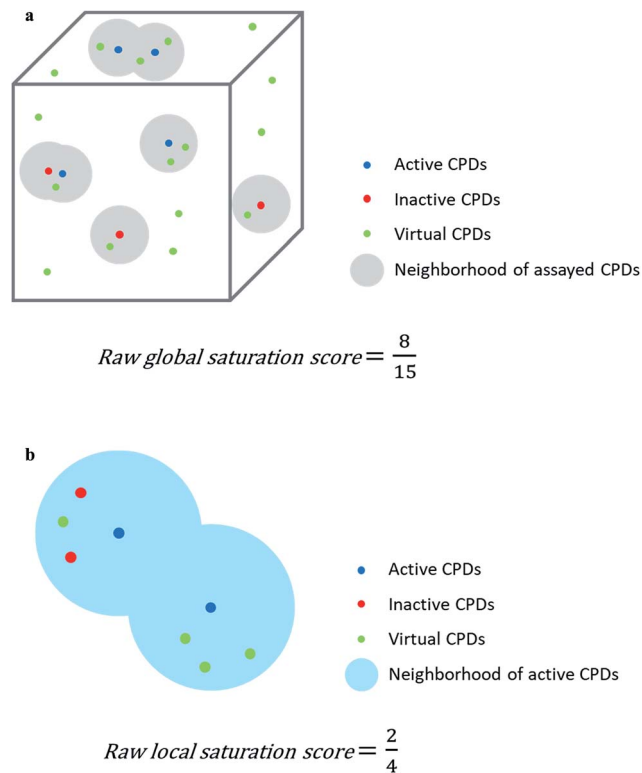 a
Active CPDs
Inactive CPDs
Virtual CPDs
Neighborhood of assayed CPDs
Raw global saturation score = 8/15
b
Active CPDs
Inactive CPDs
Virtual CPDs
Neighborhood of active CPDs
Raw local saturation score = 2/4